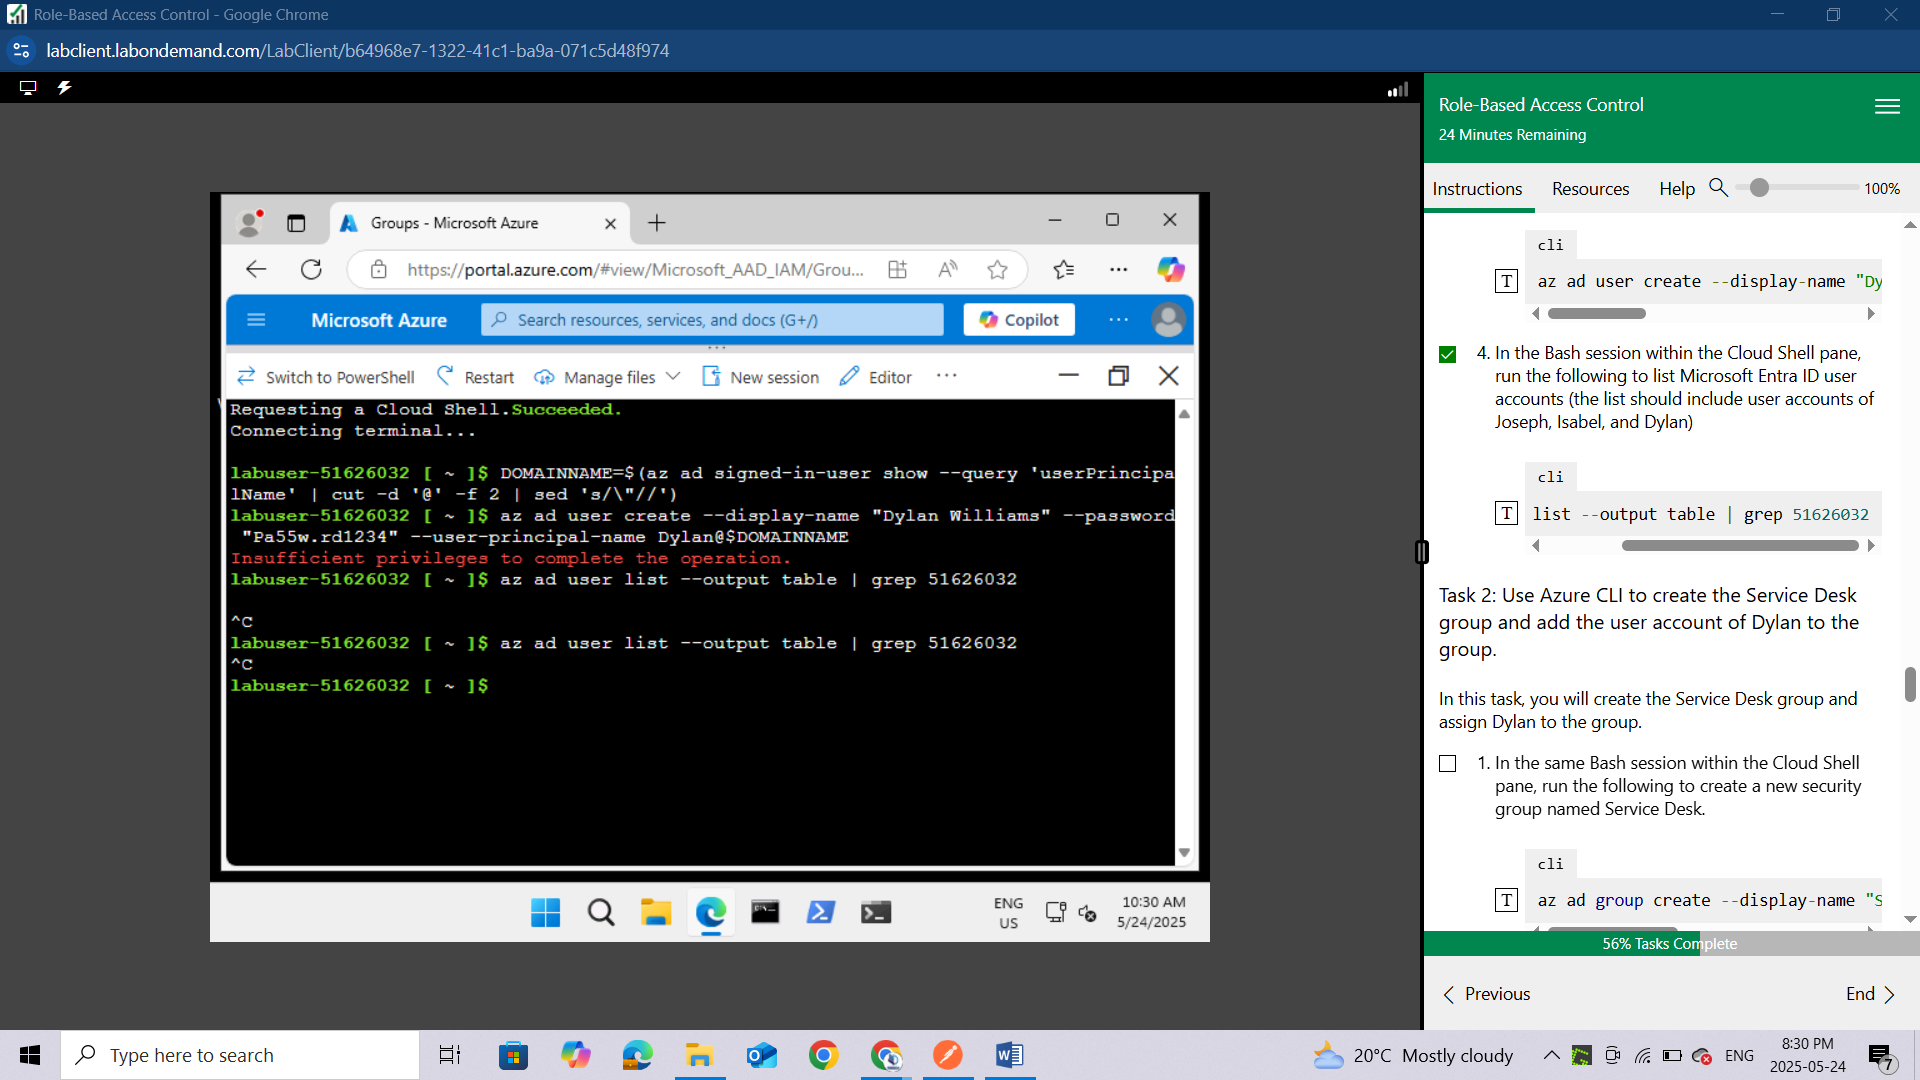 Role-Based Access Control - Google Chrome
labclient.labondemand.com/LabClient/b64968e7-1322-41c1-ba9a-071c5d48f974
Groups - Microsoft Azure
https://portal.azure.com/#view/Microsoft_AAD_IAM/Grou...
Microsoft Azure
Search resources, services, and docs (G+/)
Copilot
Switch to PowerShell
Restart
Manage files
New session
Editor
Requesting a Cloud Shell.Succeeded.
Connecting terminal...
labuser-51626032 [ ~ ]$ DOMAINNAME=$(az ad signed-in-user show --query 'userPrincipa
lName' | cut -d '@' -f 2 | sed 's/\"//')
labuser-51626032 [ ~ ]$ az ad user create --display-name "Dylan Williams" --password
"Pa55w.rd1234" --user-principal-name Dylan@$DOMAINNAME
Insufficient privileges to complete the operation.
labuser-51626032 [ ~ ]$ az ad user list --output table | grep 51626032
^C
labuser-51626032 [ ~ ]$ az ad user list --output table | grep 51626032
^C
labuser-51626032 [ ~ ]$
ENG
US
10:30 AM
5/24/2025
Role-Based Access Control
24 Minutes Remaining
Instructions
Resources
Help
100%
cli
T
az ad user create --display-name "Dy
4. In the Bash session within the Cloud Shell pane,
run the following to list Microsoft Entra ID user
accounts (the list should include user accounts of
Joseph, Isabel, and Dylan)
cli
T
list --output table | grep 51626032
Task 2: Use Azure CLI to create the Service Desk
group and add the user account of Dylan to the
group.
In this task, you will create the Service Desk group and
assign Dylan to the group.
1. In the same Bash session within the Cloud Shell
pane, run the following to create a new security
group named Service Desk.
cli
T
az ad group create --display-name "S
56% Tasks Complete
Previous
End
Type here to search
20°C Mostly cloudy
ENG
8:30 PM
2025-05-24
7